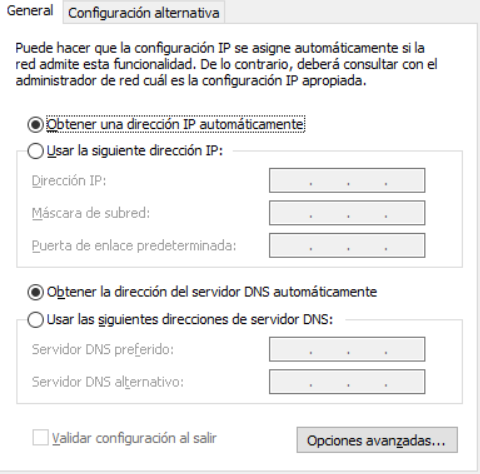 General
Configuración alternativa
Puede hacer que la configuración IP se asigne automáticamente si la
red admite esta funcionalidad. De lo contrario, deberá consultar con el
administrador de red cuál es la configuración IP apropiada.
Obtener una dirección IP automáticamente
Usar la siguiente dirección IP:
Dirección IP:
Máscara de subred:
Puerta de enlace predeterminada:
Obtener la dirección del servidor DNS automáticamente
Usar las siguientes direcciones de servidor DNS:
Servidor DNS preferido:
Servidor DNS alternativo:
Validar configuración al salir
Opciones avanzadas...